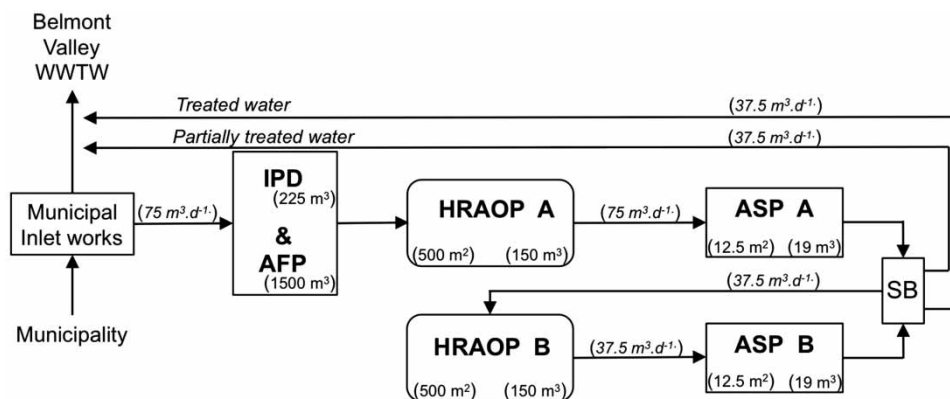 Belmont
Valley
WWTW
Treated water
(37.5 m³.d⁻¹·)
Partially treated water
(37.5 m³.d⁻¹·)
Municipal
Inlet works
(75 m³.d⁻¹·)
IPD
(225 m³)
&
AFP
(1500 m³)
HRAOP A
(500 m²) (150 m³)
(75 m³.d⁻¹·)
ASP A
(12.5 m²) (19 m³)
SB
(37.5 m³.d⁻¹·)
HRAOP B
(500 m²) (150 m³)
(37.5 m³.d⁻¹·)
ASP B
(12.5 m²) (19 m³)
Municipality